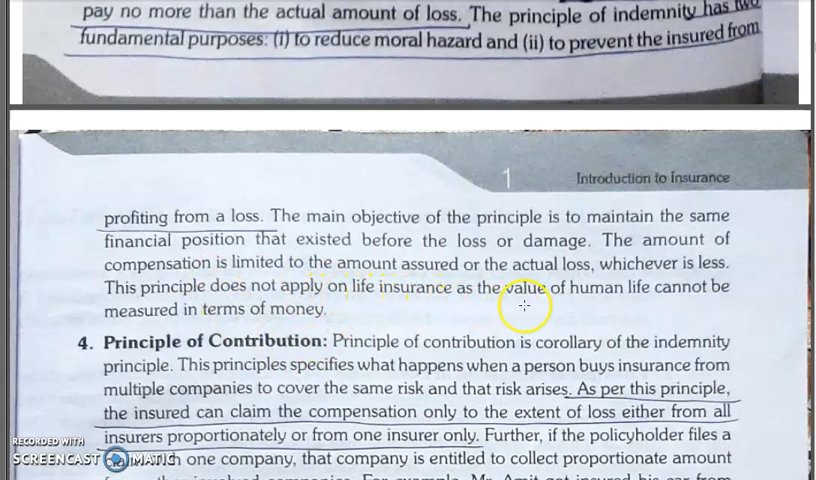 pay no more than the actual amount of loss. The principle of indemnity has two
fundamental purposes: (i) to reduce moral hazard and (ii) to prevent the insured from
1 Introduction to Insurance
profiting from a loss. The main objective of the principle is to maintain the same
financial position that existed before the loss or damage. The amount of
compensation is limited to the amount assured or the actual loss, whichever is less.
This principle does not apply on life insurance as the value of human life cannot be
measured in terms of money.
4. Principle of Contribution: Principle of contribution is corollary of the indemnity
principle. This principles specifies what happens when a person buys insurance from
multiple companies to cover the same risk and that risk arises. As per this principle,
the insured can claim the compensation only to the extent of loss either from all
insurers proportionately or from one insurer only. Further, if the policyholder files a
one company, that company is entitled to collect proportionate amount
RECORDED WITH
SCREENCAST MATIC